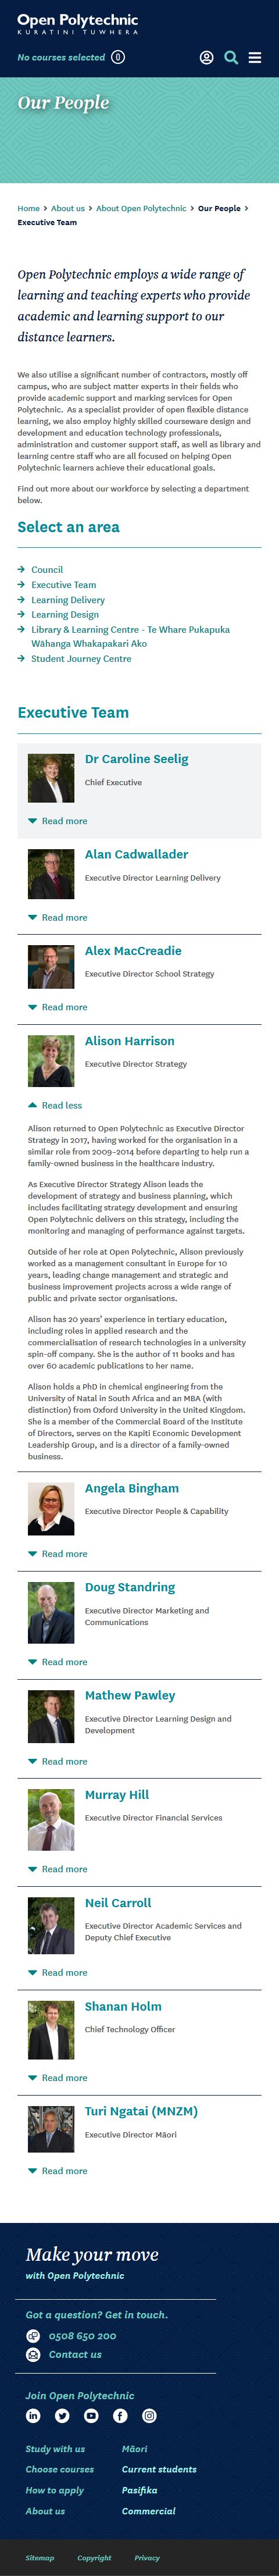 Open Polytechnic
KURATINI TUWHERA
No courses selected 0
Our People
Home > About us > About Open Polytechnic > Our People >
Executive Team
Open Polytechnic employs a wide range of
learning and teaching experts who provide
academic and learning support to our
distance learners.
We also utilise a significant number of contractors, mostly off
campus, who are subject matter experts in their fields who
provide academic support and marking services for Open
Polytechnic. As a specialist provider of open flexible distance
learning, we also employ highly skilled courseware design and
development and education technology professionals,
administration and customer support staff, as well as library and
learning centre staff who are all focused on helping Open
Polytechnic learners achieve their educational goals.
Find out more about our workforce by selecting a department
below.
Select an area
Council
Executive Team
Learning Delivery
Learning Design
Library & Learning Centre - Te Whare Pukapuka
Wāhanga Whakapakari Ako
Student Journey Centre
Executive Team
Dr Caroline Seelig
Chief Executive
Read more
Alan Cadwallader
Executive Director Learning Delivery
Read more
Alex MacCreadie
Executive Director School Strategy
Read more
Alison Harrison
Executive Director Strategy
Read less
Alison returned to Open Polytechnic as Executive Director
Strategy in 2017, having worked for the organisation in a
similar role from 2009–2014 before departing to help run a
family-owned business in the healthcare industry.
As Executive Director Strategy Alison leads the
development of strategy and business planning, which
includes facilitating strategy development and ensuring
Open Polytechnic delivers on this strategy, including the
monitoring and managing of performance against targets.
Outside of her role at Open Polytechnic, Alison previously
worked as a management consultant in Europe for 10
years, leading change management and strategic and
business improvement projects across a wide range of
public and private sector organisations.
Alison has 20 years' experience in tertiary education,
including roles in applied research and the
commercialisation of research technologies in a university
spin-off company. She is the author of 11 books and has
over 60 academic publications to her name.
Alison holds a PhD in chemical engineering from the
University of Natal in South Africa and an MBA (with
distinction) from Oxford University in the United Kingdom.
She is a member of the Commercial Board of the Institute
of Directors, serves on the Kapiti Economic Development
Leadership Group, and is a director of a family-owned
business.
Angela Bingham
Executive Director People & Capability
Read more
Doug Standring
Executive Director Marketing and
Communications
Read more
Mathew Pawley
Executive Director Learning Design and
Development
Read more
Murray Hill
Executive Director Financial Services
Read more
Neil Carroll
Executive Director Academic Services and
Deputy Chief Executive
Read more
Shanan Holm
Chief Technology Officer
Read more
Turi Ngatai (MNZM)
Executive Director Māori
Read more
Make your move
with Open Polytechnic
Got a question? Get in touch.
0508 650 200
Contact us
Join Open Polytechnic
Study with us Māori
Choose courses Current students
How to apply Pasifika
About us Commercial
Sitemap Copyright Privacy